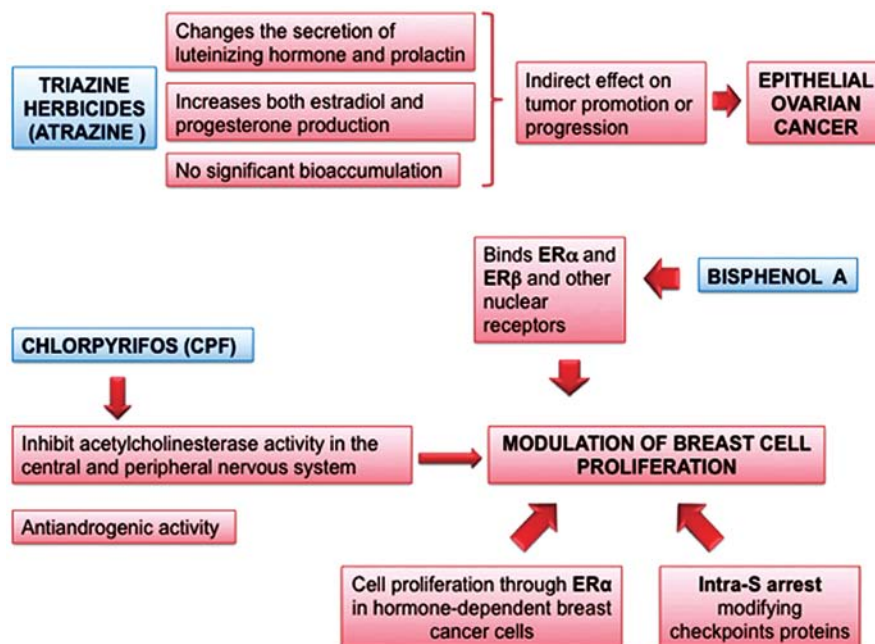 Changes the secretion of
luteinizing hormone and prolactin
TRIAZINE
HERBICIDES
(ATRAZINE )
Increases both estradiol and
progesterone production
No significant bioaccumulation
Indirect effect on
tumor promotion or
progression
EPITHELIAL
OVARIAN
CANCER
Binds ERα and
ERβ and other
nuclear
receptors
BISPHENOL A
CHLORPYRIFOS (CPF)
Inhibit acetylcholinesterase activity in the
central and peripheral nervous system
MODULATION OF BREAST CELL
PROLIFERATION
Antiandrogenic activity
Cell proliferation through ERα
in hormone-dependent breast
cancer cells
Intra-S arrest
modifying
checkpoints proteins